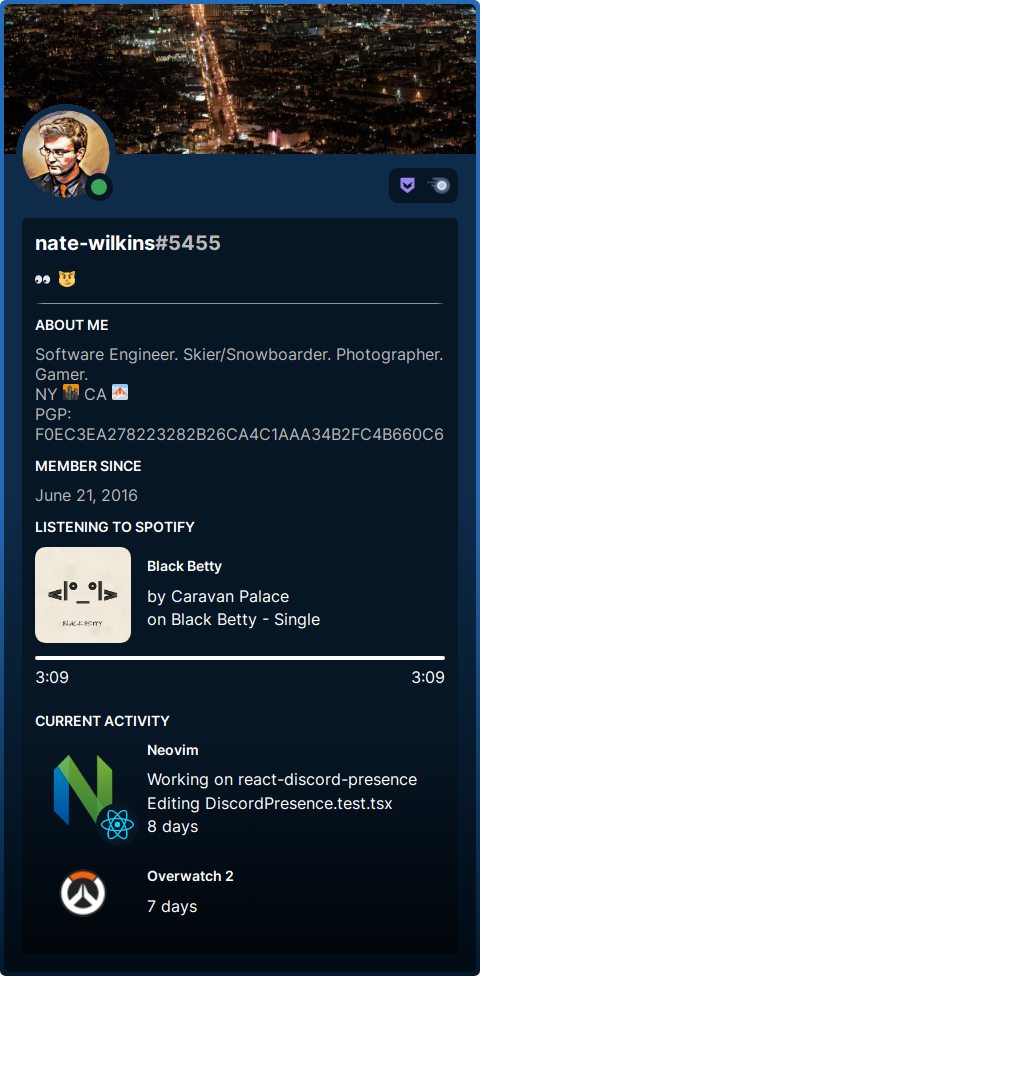 nate-wilkins#5455
👀 😼
ABOUT ME
Software Engineer. Skier/Snowboarder. Photographer.
Gamer.
NY 🌆 CA 🌁
PGP:
F0EC3EA278223282B26CA4C1AAA34B2FC4B660C6
MEMBER SINCE
June 21, 2016
LISTENING TO SPOTIFY
<|°_°|>
BLACK BETTY
Black Betty
by Caravan Palace
on Black Betty - Single
3:09 3:09
CURRENT ACTIVITY
Neovim
Working on react-discord-presence
Editing DiscordPresence.test.tsx
8 days
Overwatch 2
7 days